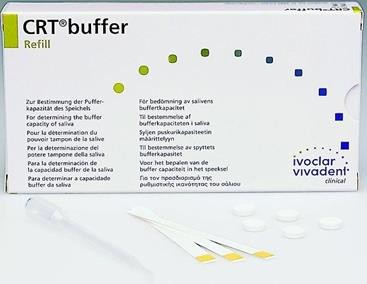 CRT®buffer
Refill
Zur Bestimmung der Puffer-
kapazität des Speichels
For determining the buffer
capacity of saliva
Pour la détermination du
pouvoir tampon de la salive
Per la determinazione del
potere tampone della saliva
Para la determinación de
la capacidad buffer de la saliva
Para determinar a capacidade
buffer da saliva
För bedömning av salivens
buffertkapacitet
Til bestemmelse af
bufferkapaciteten i saliva
Syljen puskurikapasiteetin
määrittelyyn
Til bestemmelse av spyttets
bufferkapasitet
Voor het bepalen van de
buffer capaciteit in het speeksel
Για τον προσδιορισμό της
ρυθμιστικής ικανότητας του σάλιου
ivoclar
vivadent
clinical